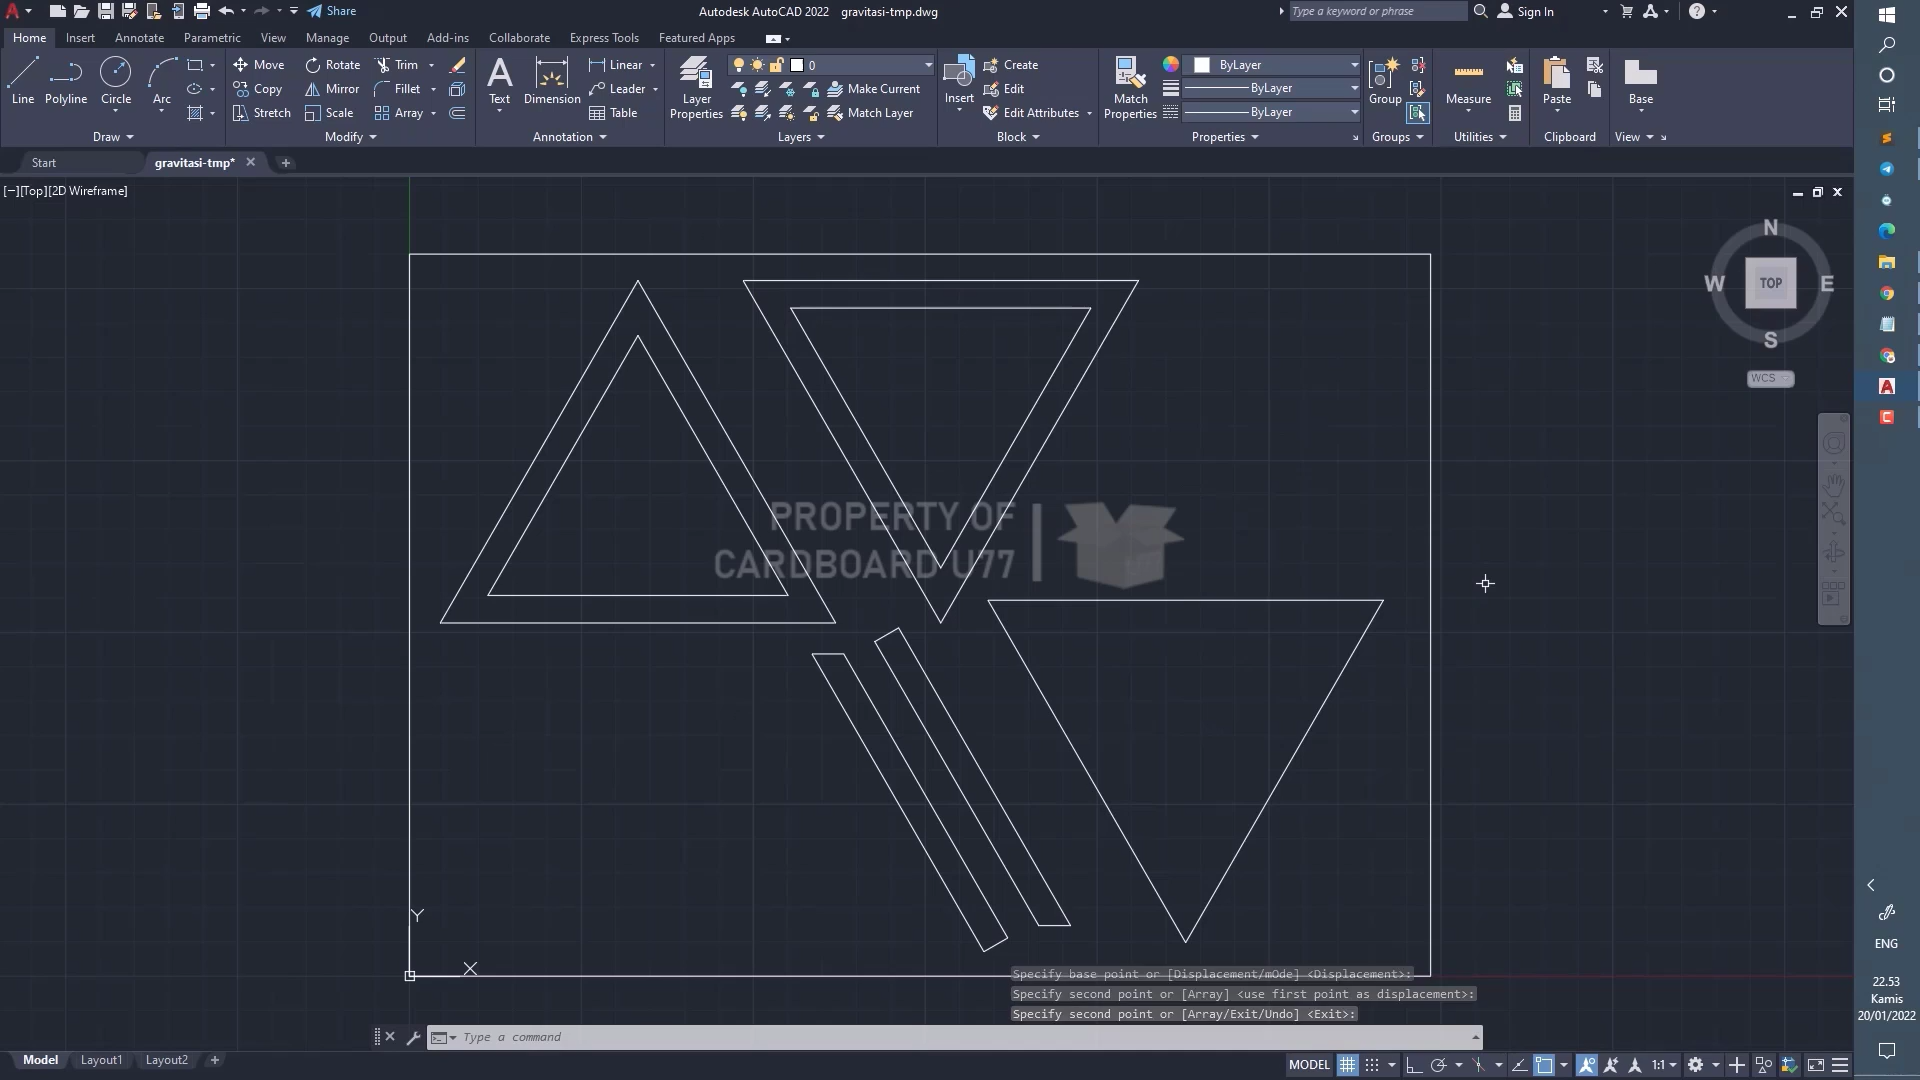 Share
Autodesk AutoCAD 2022 gravitasi-tmp.dwg
Type a keyword or phrase
Sign In
Home Insert Annotate Parametric View Manage Output Add-ins Collaborate Express Tools Featured Apps
Line Polyline Circle Arc
Draw
Move Rotate Trim
Copy Mirror Fillet
Stretch Scale Array
Modify
Text Dimension
Linear
Leader
Table
Annotation
Layer Properties
0
Make Current
Match Layer
Layers
Insert
Create
Edit
Edit Attributes
Block
Match Properties
ByLayer
ByLayer
ByLayer
Properties
Group
Groups
Measure
Utilities
Paste
Clipboard
Base
View
Start gravitasi-tmp*
[−][Top][2D Wireframe]
N
W TOP E
S
WCS
PROPERTY OF
CARDBOARD U77
Y
X
Specify base point or [Displacement/mOde] <Displacement>:
Specify second point or [Array] <use first point as displacement>:
Specify second point or [Array/Exit/Undo] <Exit>:
Type a command
Model Layout1 Layout2
MODEL 1:1
ENG
22.53
Kamis
20/01/2022